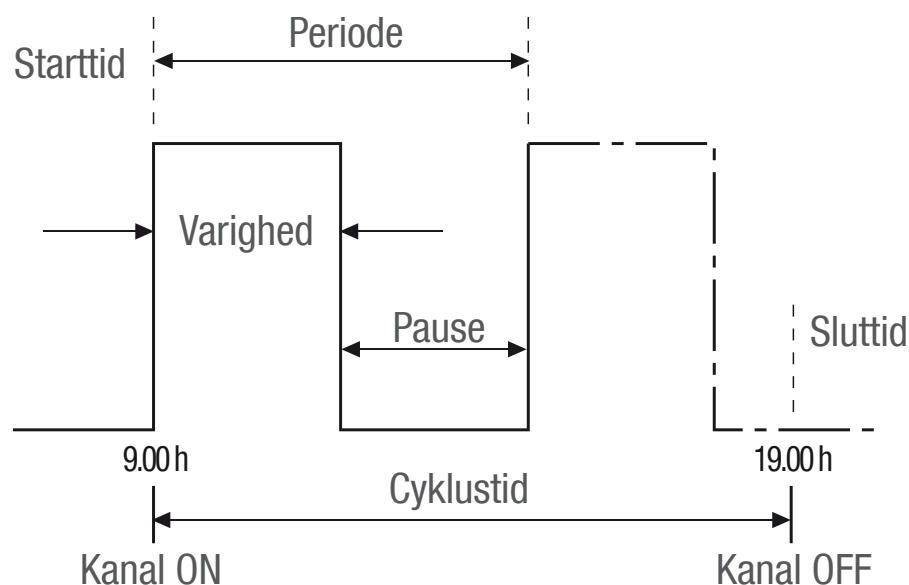 Periode
Starttid
Varighed
Pause
Sluttid
9.00 h
19.00 h
Cyklustid
Kanal ON
Kanal OFF